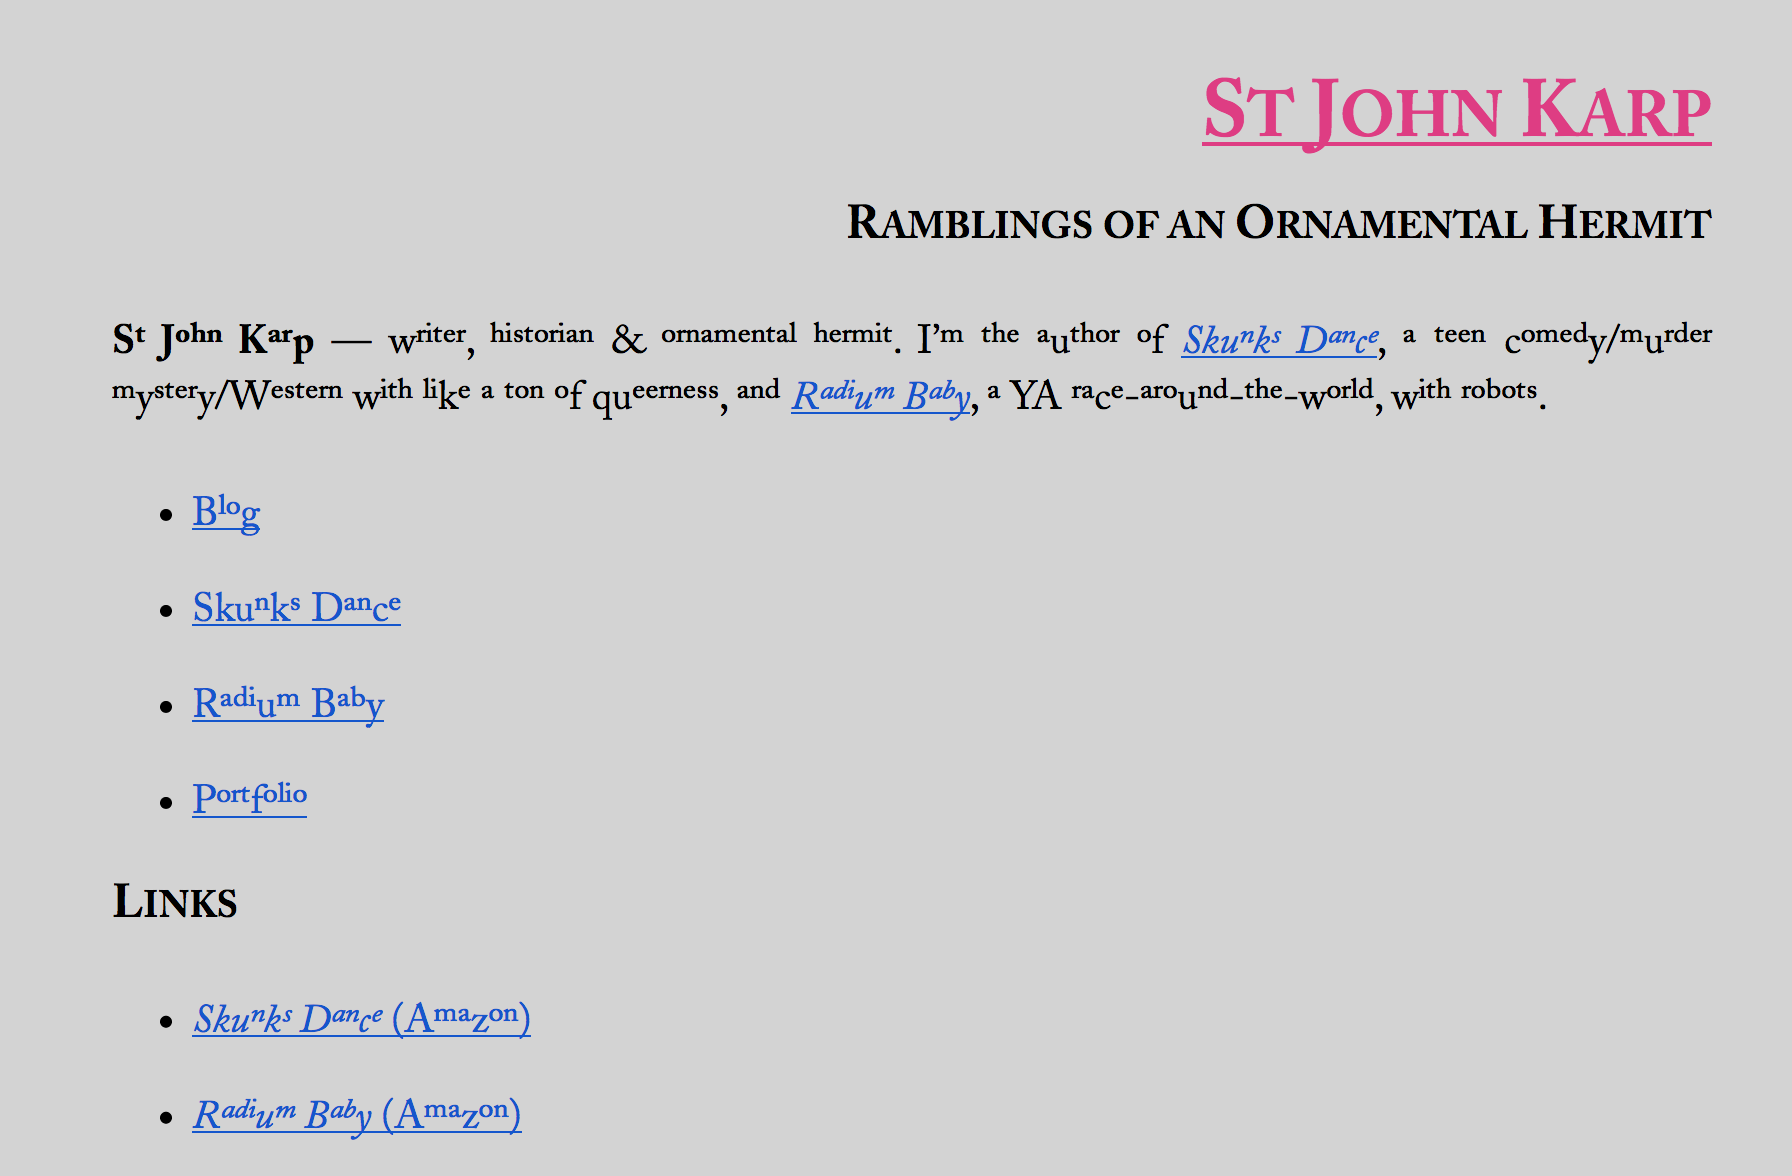 St John Karp
Ramblings of an Ornamental Hermit
St John Karp — writer, historian & ornamental hermit. I’m the author of Skunks Dance, a teen comedy/murder
mystery/Western with like a ton of queerness, and Radium Baby, a YA race-around-the-world, with robots.
• Blog
• Skunks Dance
• Radium Baby
• Portfolio
Links
• Skunks Dance (Amazon)
• Radium Baby (Amazon)